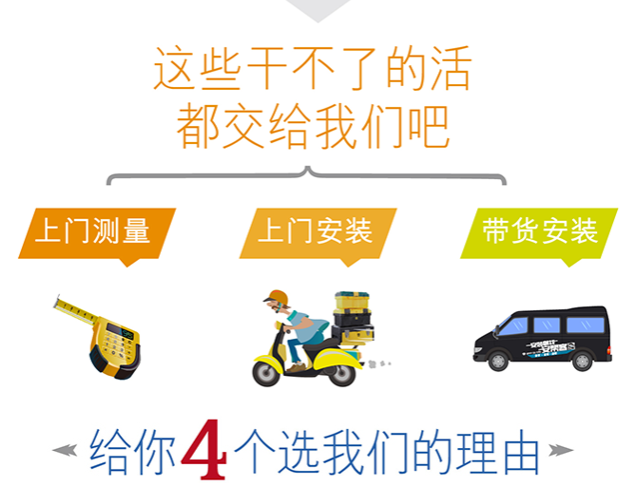 这些干不了的活
都交给我们吧
上门测量
上门安装
带货安装
给你4个选我们的理由